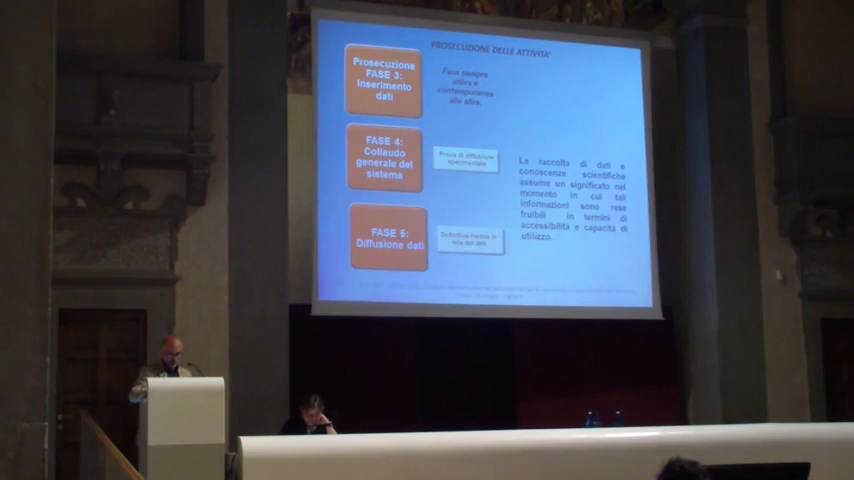 PROSECUZIONE DELLE ATTIVITA'
Prosecuzione
FASE 3:
Inserimento
dati
Fase sempre
attiva e
contemporanea
alle altre.
FASE 4:
Collaudo
generale del
sistema
Prova di diffusione
sperimentale
La raccolta di dati e
conoscenze scientifiche
assume un significato nel
momento in cui tali
informazioni sono rese
fruibili in termini di
accessibilità e capacità di
utilizzo.
FASE 5:
Diffusione dati
Definitiva messa in
rete dei dati